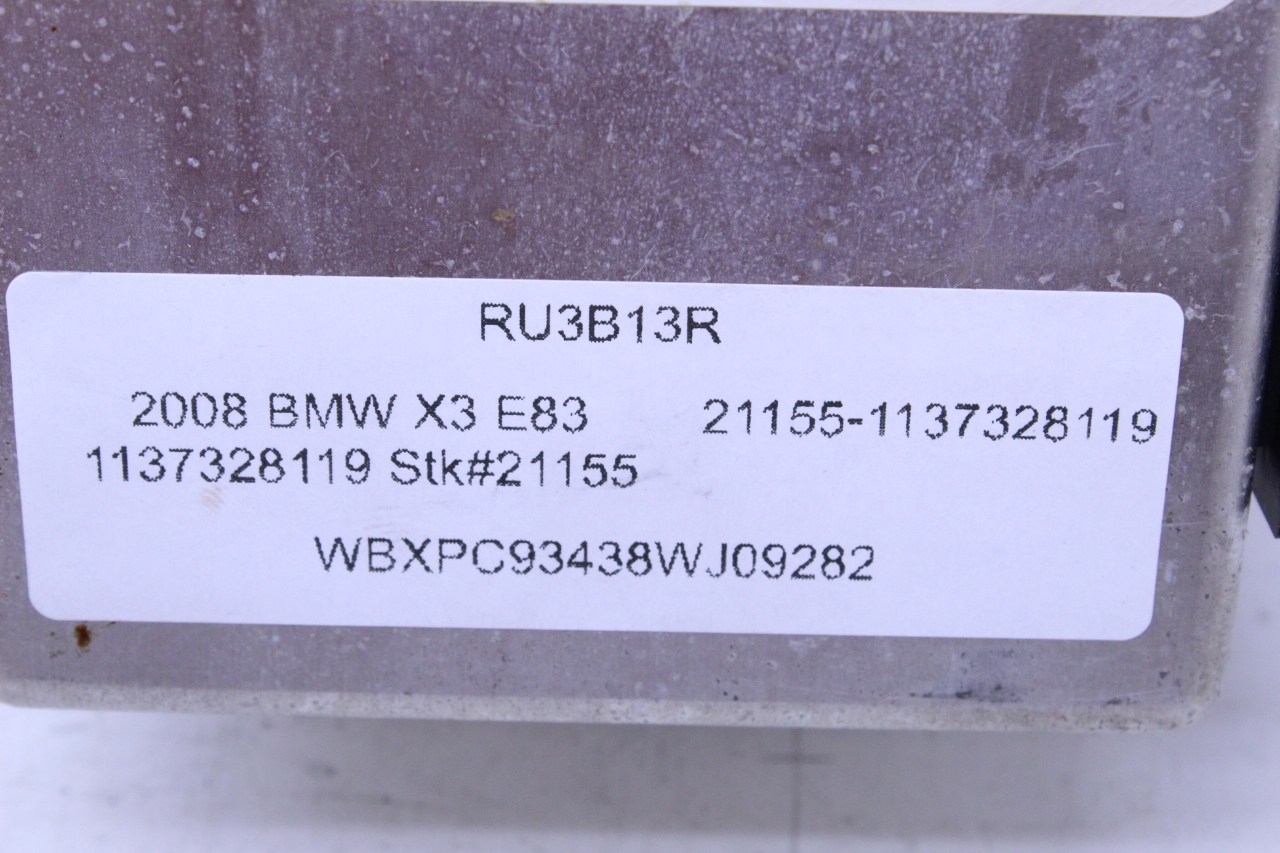 RU3B13R
2008 BMW X3 E83 21155-1137328119
1137328119 Stk#21155
WBXPC93438WJ09282